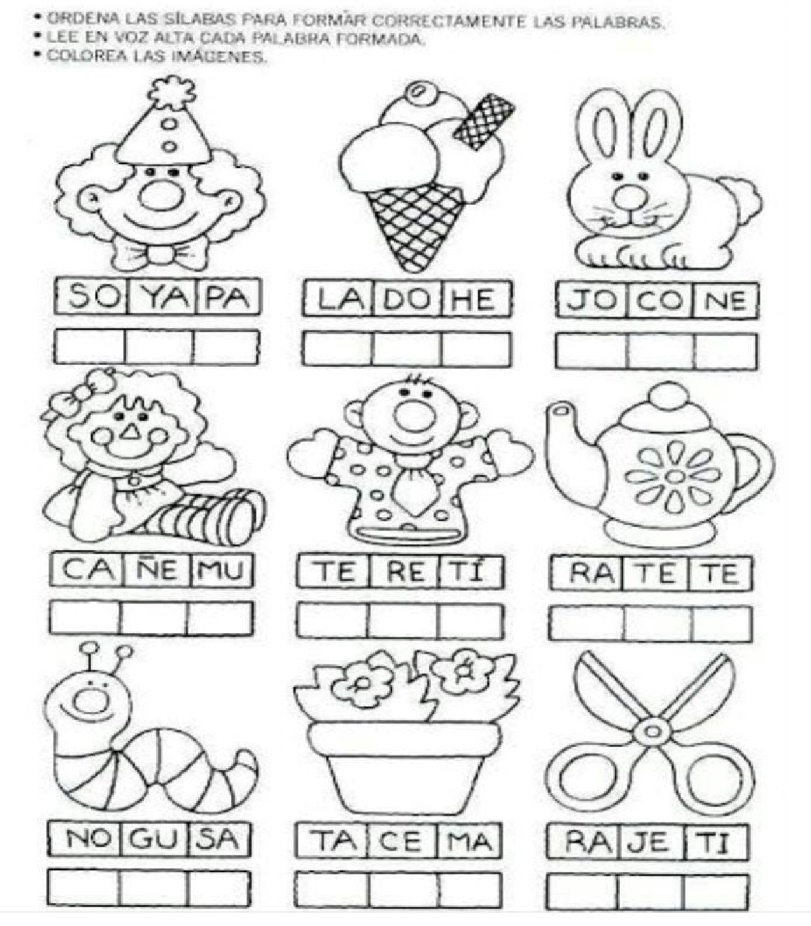 • ORDENA LAS SÍLABAS PARA FORMAR CORRECTAMENTE LAS PALABRAS.
• LEE EN VOZ ALTA CADA PALABRA FORMADA.
• COLOREA LAS IMÁGENES.
SO YA PA
LA DO HE
JO CO NE
CA ÑE MU
TE RE TÍ
RA TE TE
NO GU SA
TA CE MA
RA JE TI